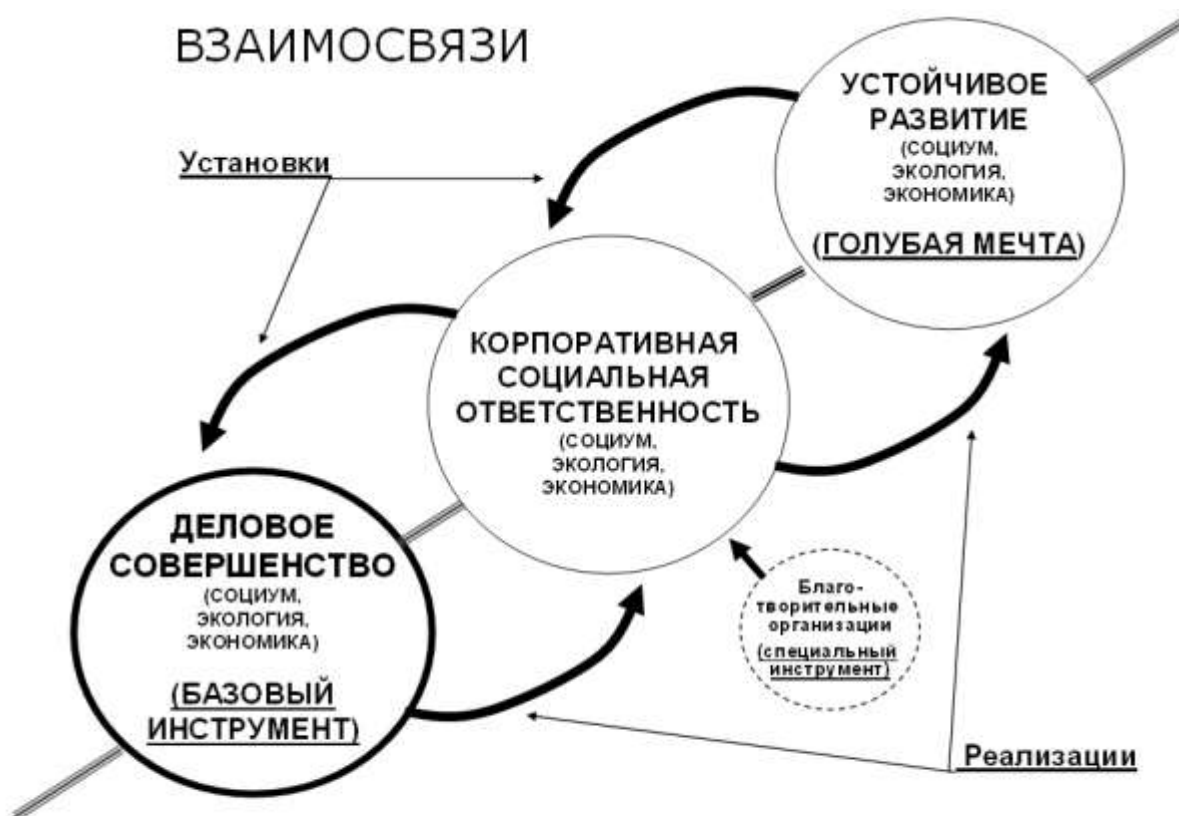 ВЗАИМОСВЯЗИ
УСТОЙЧИВОЕ
РАЗВИТИЕ
(СОЦИУМ,
ЭКОЛОГИЯ,
ЭКОНОМИКА)
(ГОЛУБАЯ МЕЧТА)
Установки
КОРПОРАТИВНАЯ
СОЦИАЛЬНАЯ
ОТВЕТСТВЕННОСТЬ
(СОЦИУМ,
ЭКОЛОГИЯ,
ЭКОНОМИКА)
ДЕЛОВОЕ
СОВЕРШЕНСТВО
(СОЦИУМ,
ЭКОЛОГИЯ,
ЭКОНОМИКА)
(БАЗОВЫЙ
ИНСТРУМЕНТ)
Благо-
творительные
организации
(специальный
инструмент)
Реализации